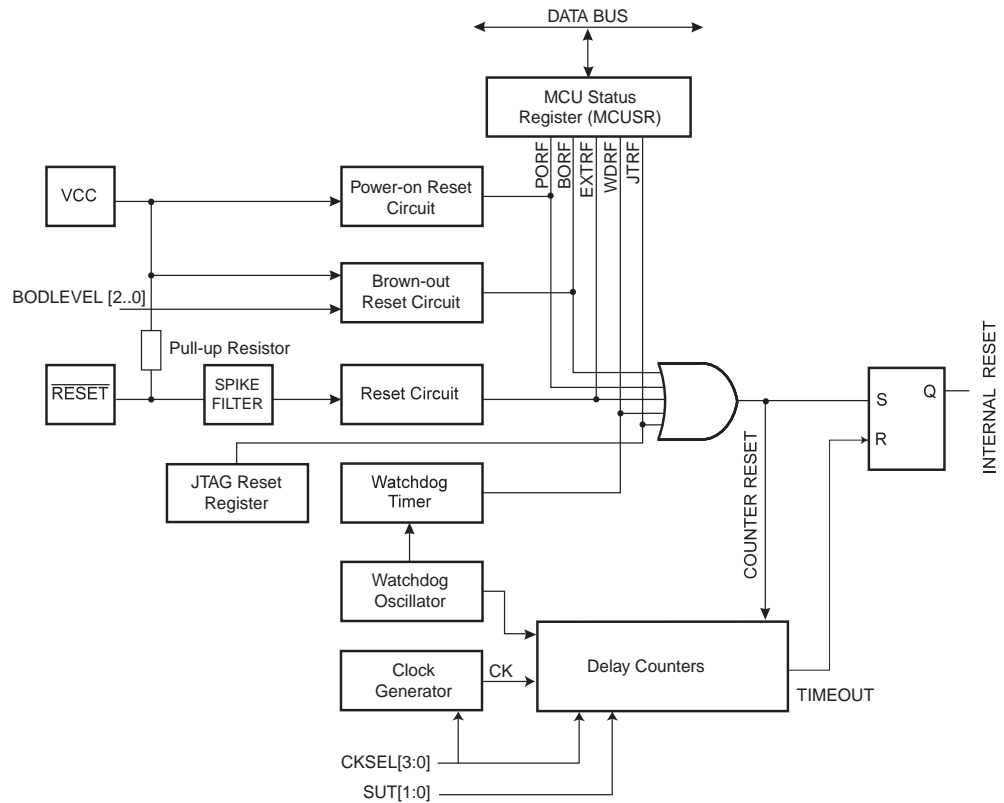 DATA BUS
MCU Status
Register (MCUSR)
PORF
BORF
EXTRF
WDRF
JTRF
VCC
Power-on Reset
Circuit
Brown-out
Reset Circuit
BODLEVEL [2..0]
Pull-up Resistor
RESET
SPIKE
FILTER
Reset Circuit
S
Q
R
INTERNAL RESET
JTAG Reset
Register
Watchdog
Timer
COUNTER RESET
Watchdog
Oscillator
Clock
Generator
CK
Delay Counters
TIMEOUT
CKSEL[3:0]
SUT[1:0]